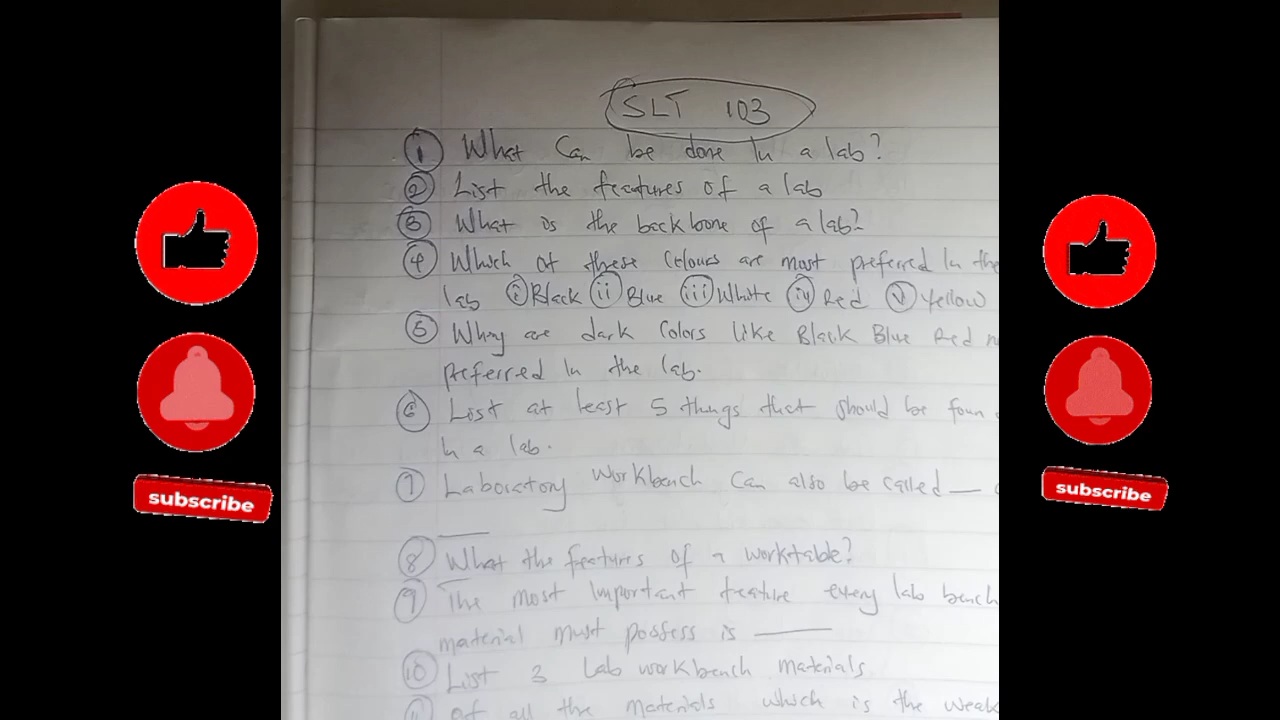 SLT 103
1 What can be done in a lab?
2 List the features of a lab
3 What is the backbone of a lab?
4 Which of these colours are most preferred in the
lab i Black ii Blue iii White iv Red v Yellow
5 Why are dark colors like Black Blue Red
preferred in the lab.
6 List at least 5 things that should be foun
in a lab.
7 Laboratory workbench can also be called —
—
8 What the features of a worktable?
9 The most important feature every lab bench
material must possess is —
10 List 3 Lab workbench materials
11 Of all the materials which is the weak
subscribe
subscribe